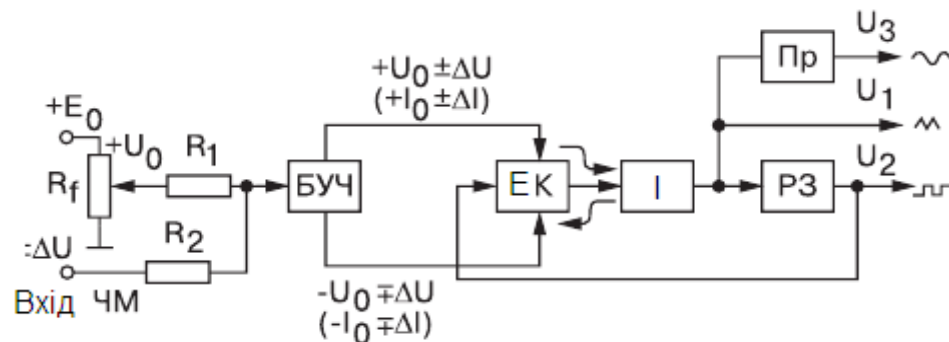 U3
Пр
+U0 ±ΔU
(+I0 ±ΔI)
U1
+E0
+U0
R1
U2
Rf
БУЧ
ЕК
I
РЗ
±ΔU
R2
Вхід ЧМ
-U0 ∓ΔU
(-I0 ∓ΔI)